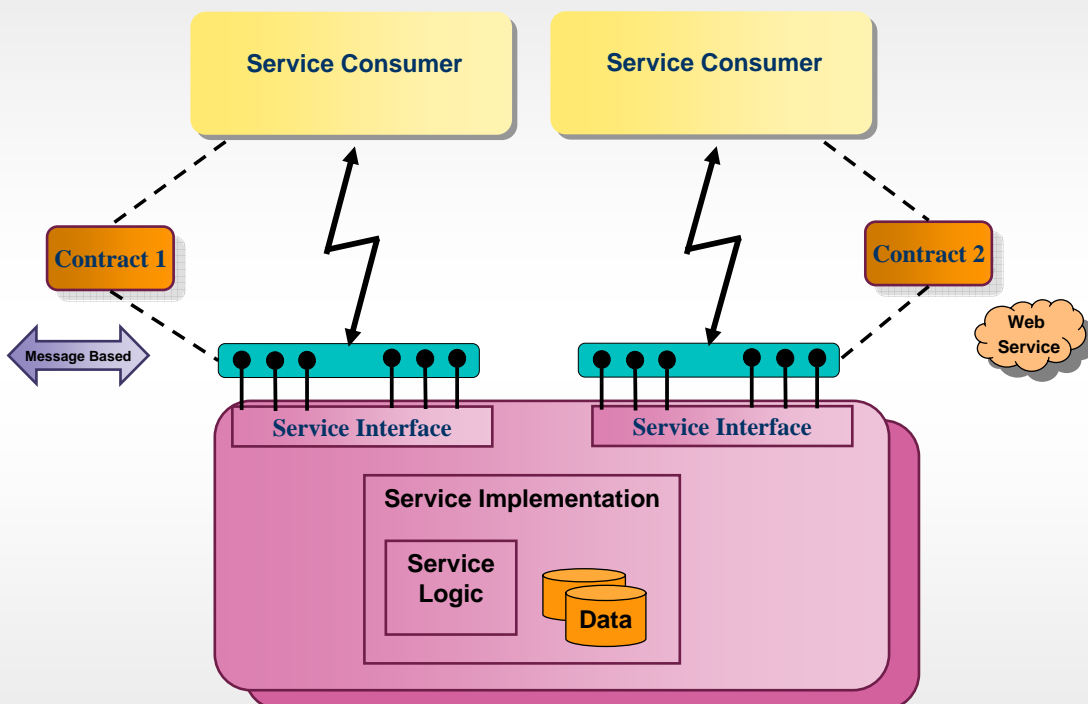 Service Consumer
Service Consumer
Contract 1
Contract 2
Message Based
Web
Service
Service Interface
Service Interface
Service Implementation
Service
Logic
Data